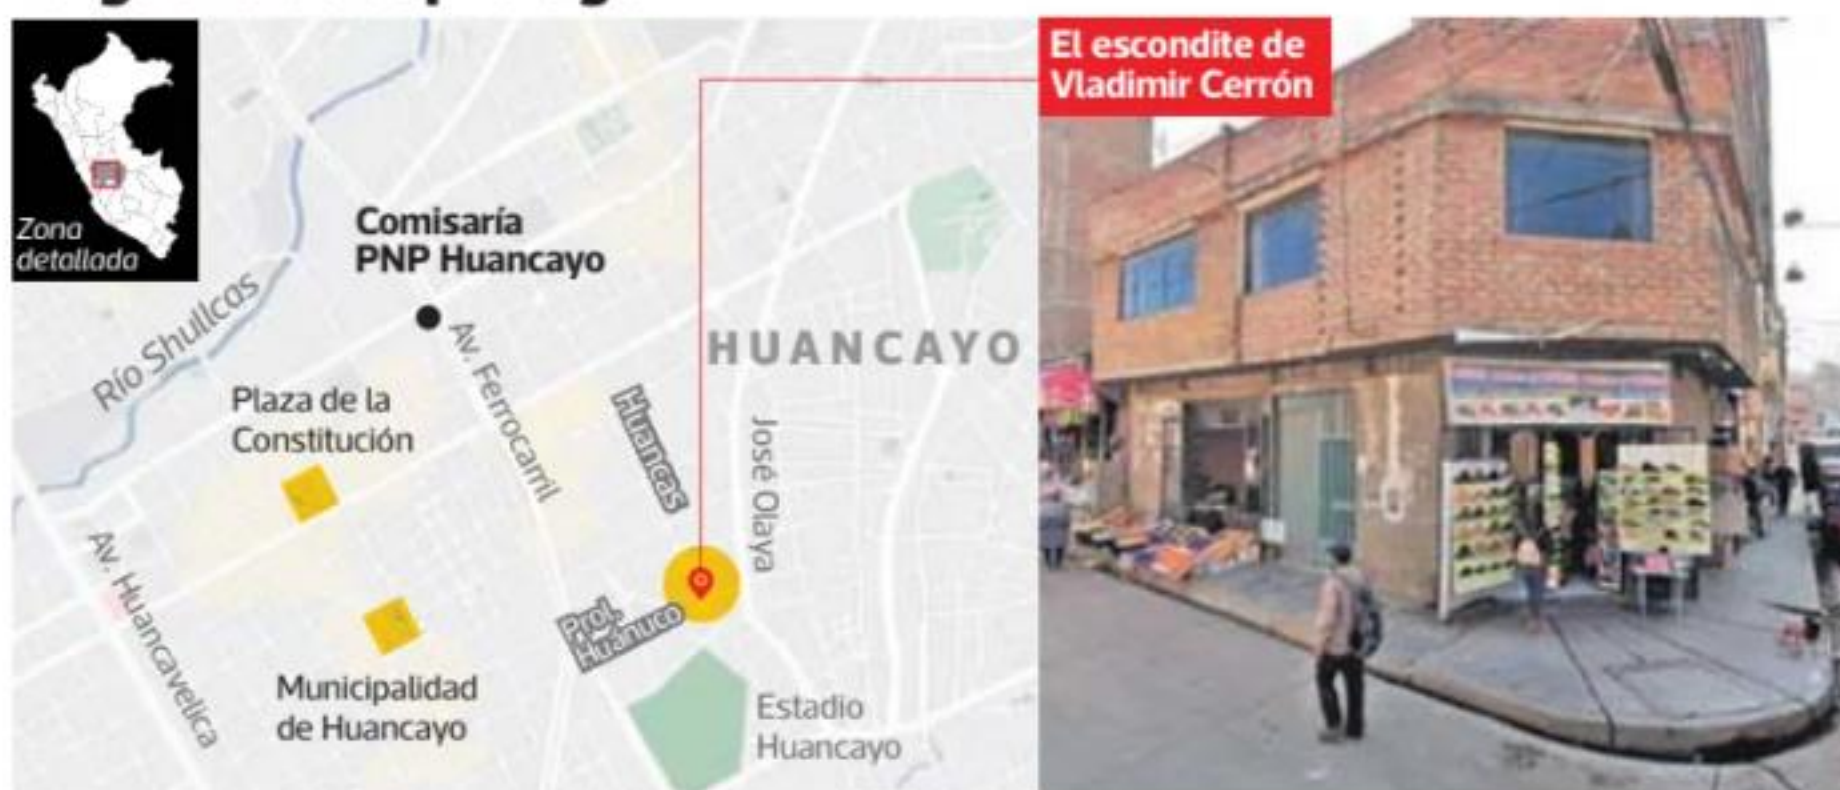 Zona
detallada
El escondite de
Vladimir Cerrón
Comisaría
PNP Huancayo
Río Shullcas
Av. Ferrocarril
HUANCAYO
Huancas
José Olaya
Plaza de la
Constitución
Av. Huancavelica
Prol.
Huánuco
Municipalidad
de Huancayo
Estadio
Huancayo